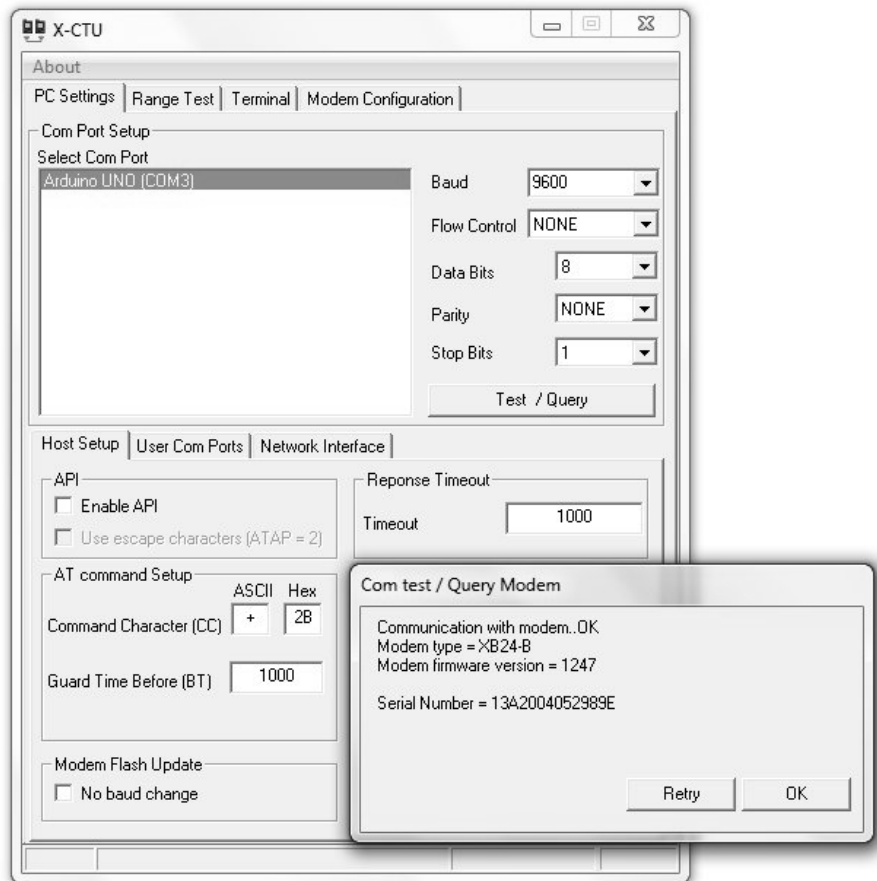 X-CTU
About
PC Settings Range Test Terminal Modem Configuration
Com Port Setup
Select Com Port
Arduino UNO (COM3)
Baud 9600
Flow Control NONE
Data Bits 8
Parity NONE
Stop Bits 1
Test / Query
Host Setup User Com Ports Network Interface
API
Enable API
Use escape characters (ATAP = 2)
Reponse Timeout
Timeout 1000
AT command Setup
ASCII Hex
Command Character (CC) + 2B
Guard Time Before (BT) 1000
Modem Flash Update
No baud change
Com test / Query Modem
Communication with modem..OK
Modem type = XB24-B
Modem firmware version = 1247
Serial Number = 13A2004052989E
Retry OK